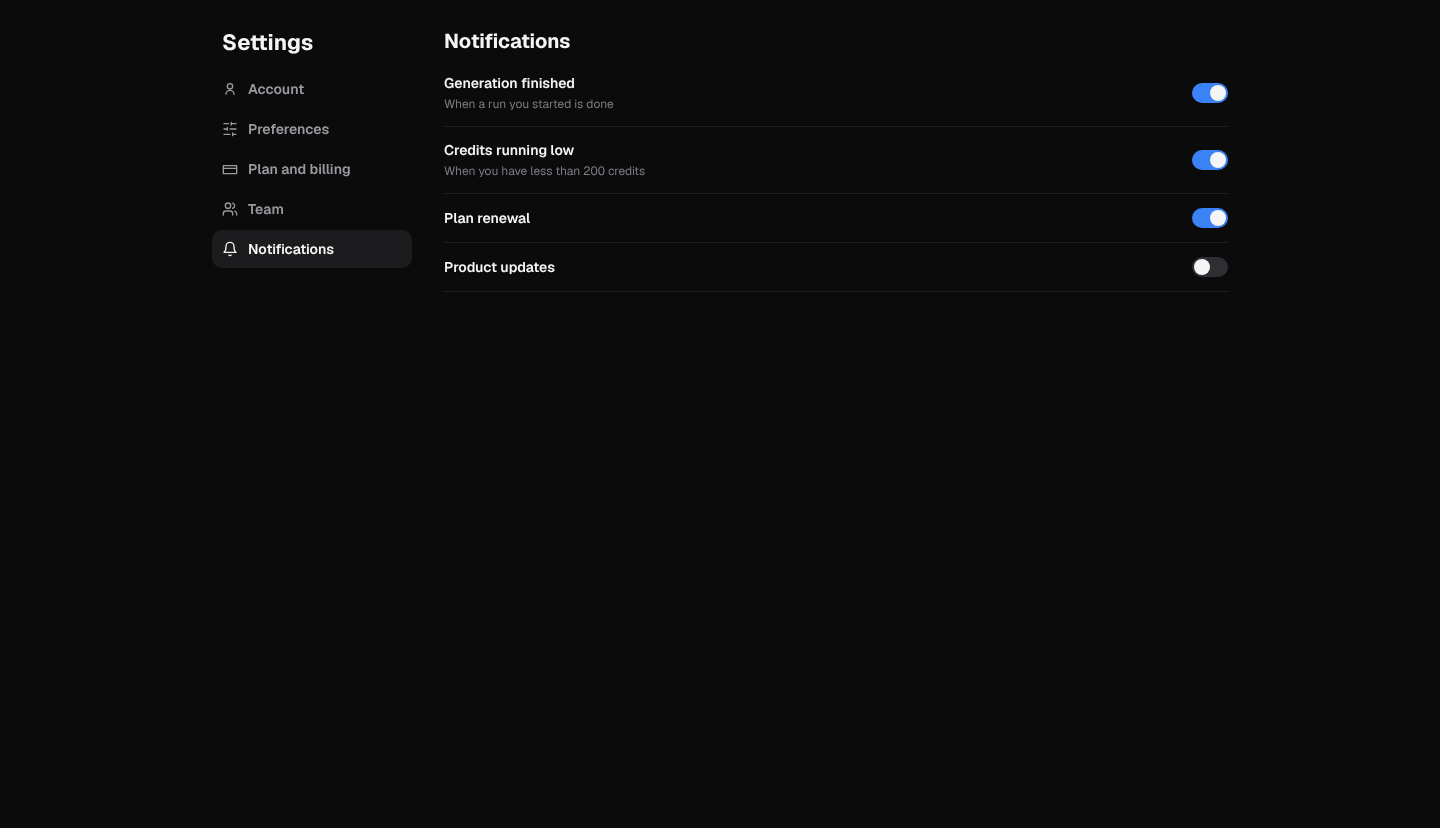 Settings
Account
Preferences
Plan and billing
Team
Notifications
Notifications
Generation finished
When a run you started is done
Credits running low
When you have less than 200 credits
Plan renewal
Product updates